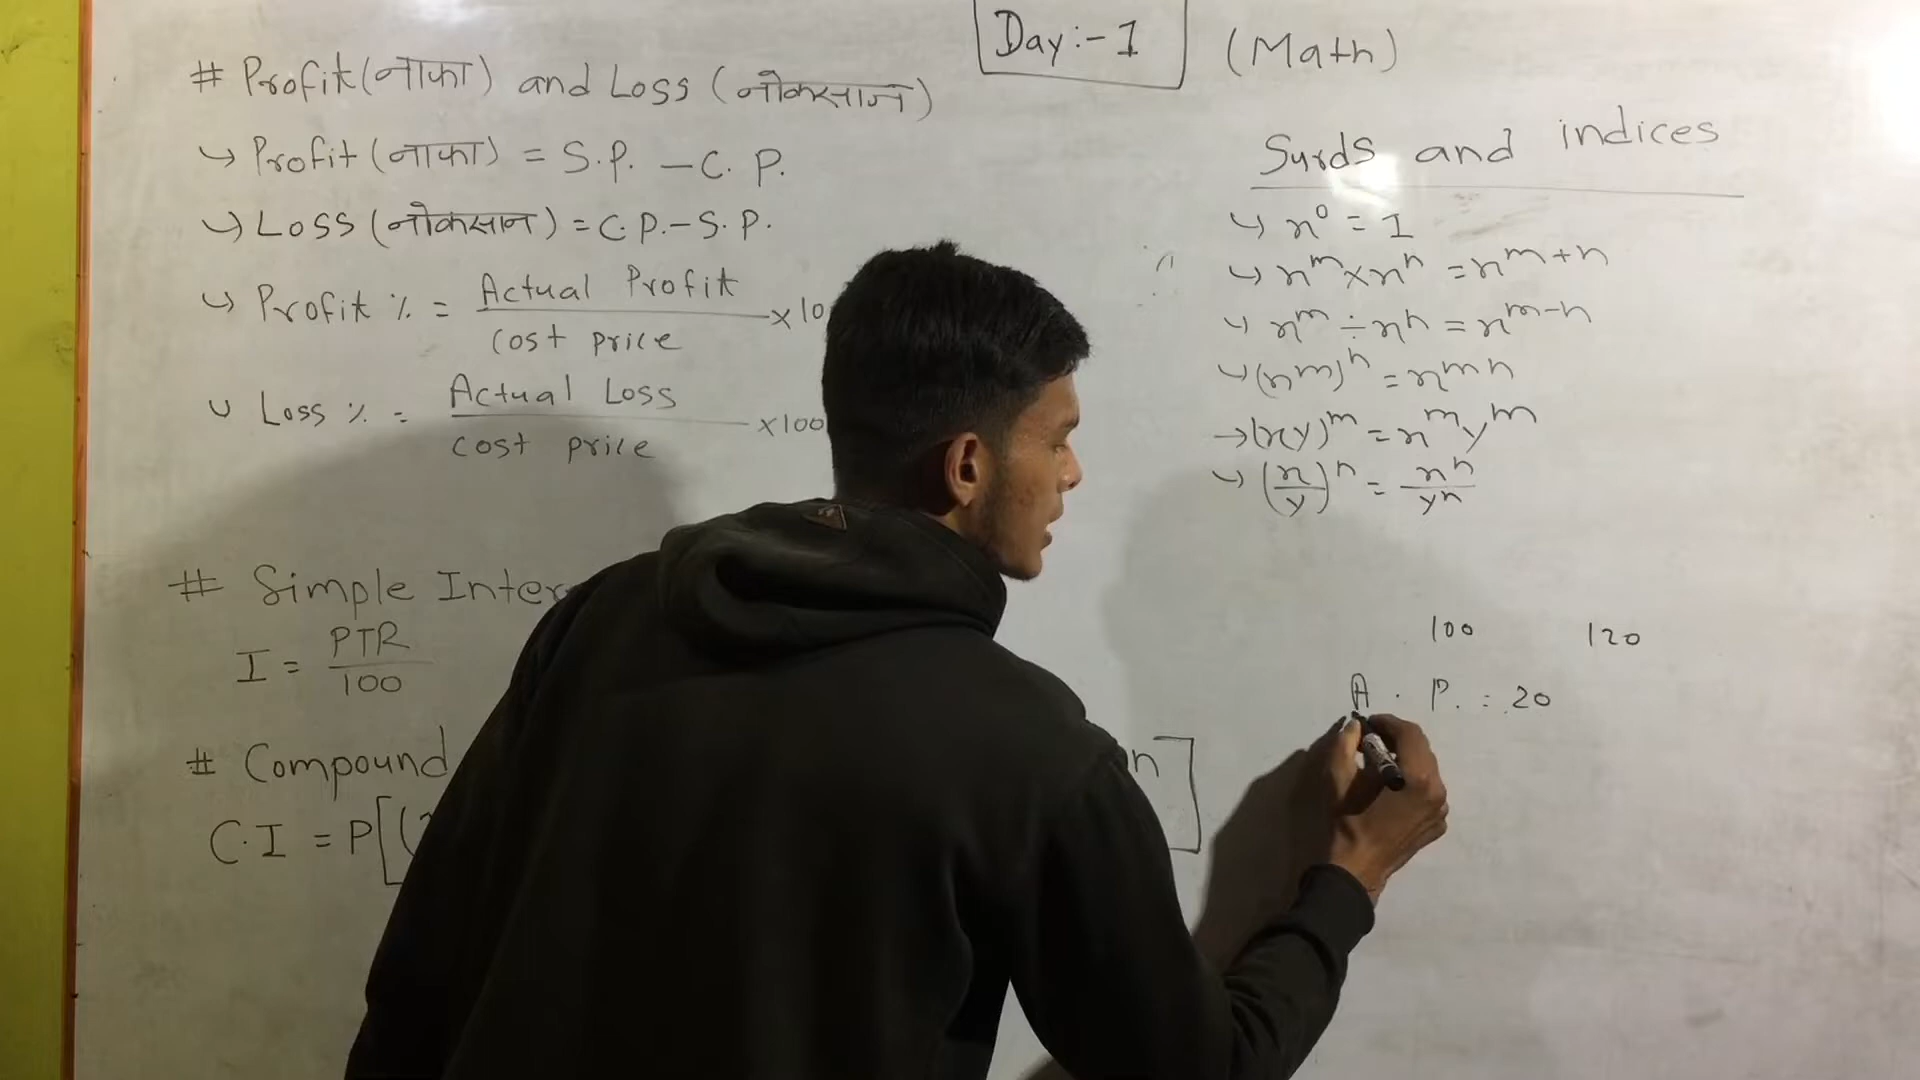 Day:-1 (Math)
# Profit(नाफा) and Loss (नोकसान)
↳ Profit (नाफा) = S.P. – C. P.
↳ Loss (नोकसान) = C.P. – S. P.
↳ Profit % = Actual Profit / cost price ×10
↳ Loss % = Actual Loss / cost price ×100
# Simple Inter
I = PTR / 100
# Compound
C.I = P[( n]
Surds and indices
↳ x⁰ = 1
↳ xᵐ × xⁿ = xᵐ⁺ⁿ
↳ xᵐ ÷ xⁿ = xᵐ⁻ⁿ
↳ (xᵐ)ⁿ = xᵐⁿ
→ (xy)ᵐ = xᵐyᵐ
↳ (x/y)ⁿ = xⁿ/yⁿ
100 120
A . P. = 20